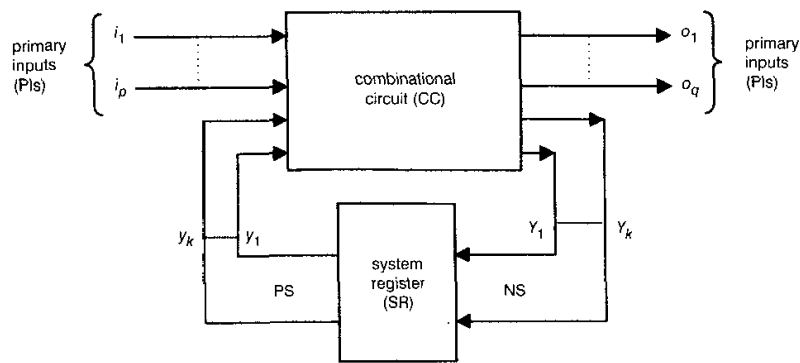 primary
inputs
(PIs)
i1
ip
combinational
circuit (CC)
o1
oq
primary
inputs
(PIs)
yk
y1
Y1
Yk
system
register
(SR)
PS
NS